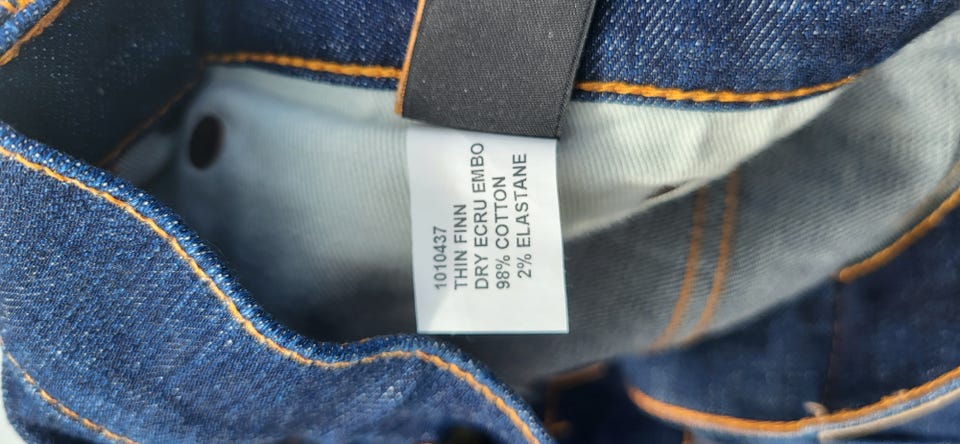 1010437
THIN FINN
DRY ECRU EMBO
98% COTTON
2% ELASTANE